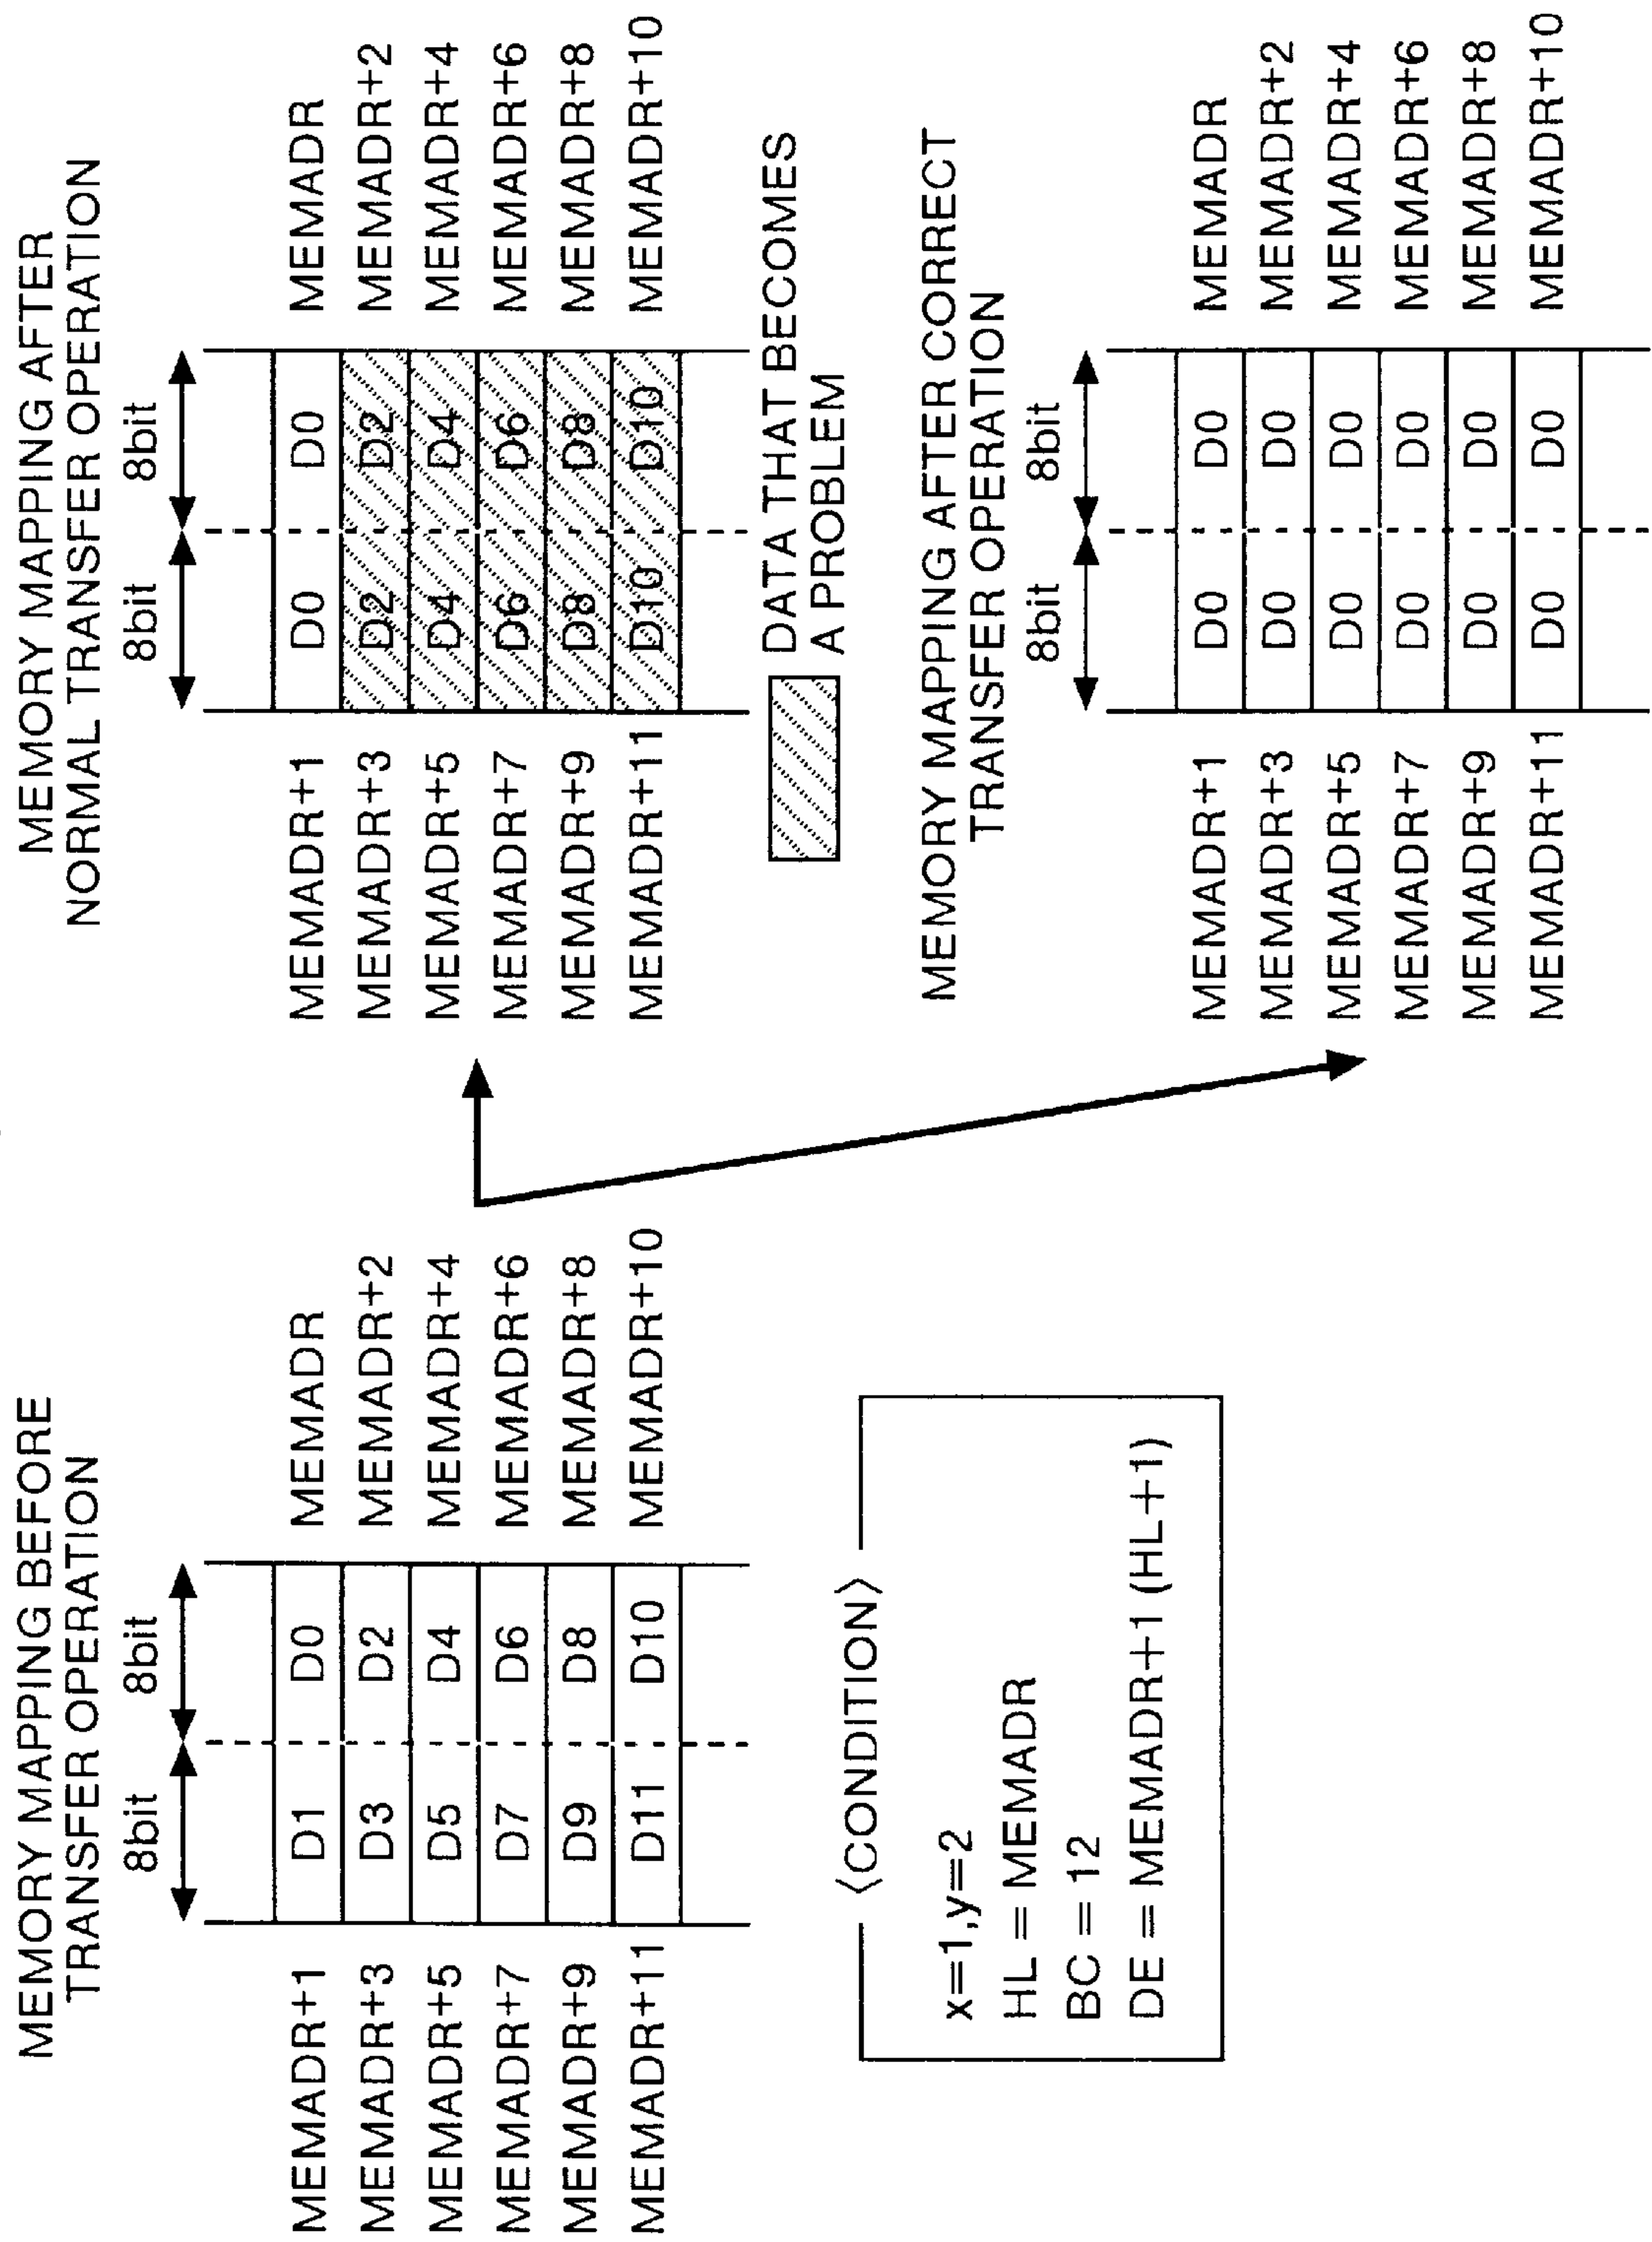 MEMORY MAPPING BEFORE
TRANSFER OPERATION
8bit 8bit
MEMADR+1 D1 D0 MEMADR
MEMADR+3 D3 D2 MEMADR+2
MEMADR+5 D5 D4 MEMADR+4
MEMADR+7 D7 D6 MEMADR+6
MEMADR+9 D9 D8 MEMADR+8
MEMADR+11 D11 D10 MEMADR+10
〈CONDITION〉
x=1,y=2
HL = MEMADR
BC = 12
DE = MEMADR+1 (HL+1)
MEMORY MAPPING AFTER
NORMAL TRANSFER OPERATION
8bit 8bit
MEMADR+1 D0 D0 MEMADR
MEMADR+3 D2 D2 MEMADR+2
MEMADR+5 D4 D4 MEMADR+4
MEMADR+7 D6 D6 MEMADR+6
MEMADR+9 D8 D8 MEMADR+8
MEMADR+11 D10 D10 MEMADR+10
DATA THAT BECOMES
A PROBLEM
MEMORY MAPPING AFTER CORRECT
TRANSFER OPERATION
8bit 8bit
MEMADR+1 D0 D0 MEMADR
MEMADR+3 D0 D0 MEMADR+2
MEMADR+5 D0 D0 MEMADR+4
MEMADR+7 D0 D0 MEMADR+6
MEMADR+9 D0 D0 MEMADR+8
MEMADR+11 D0 D0 MEMADR+10